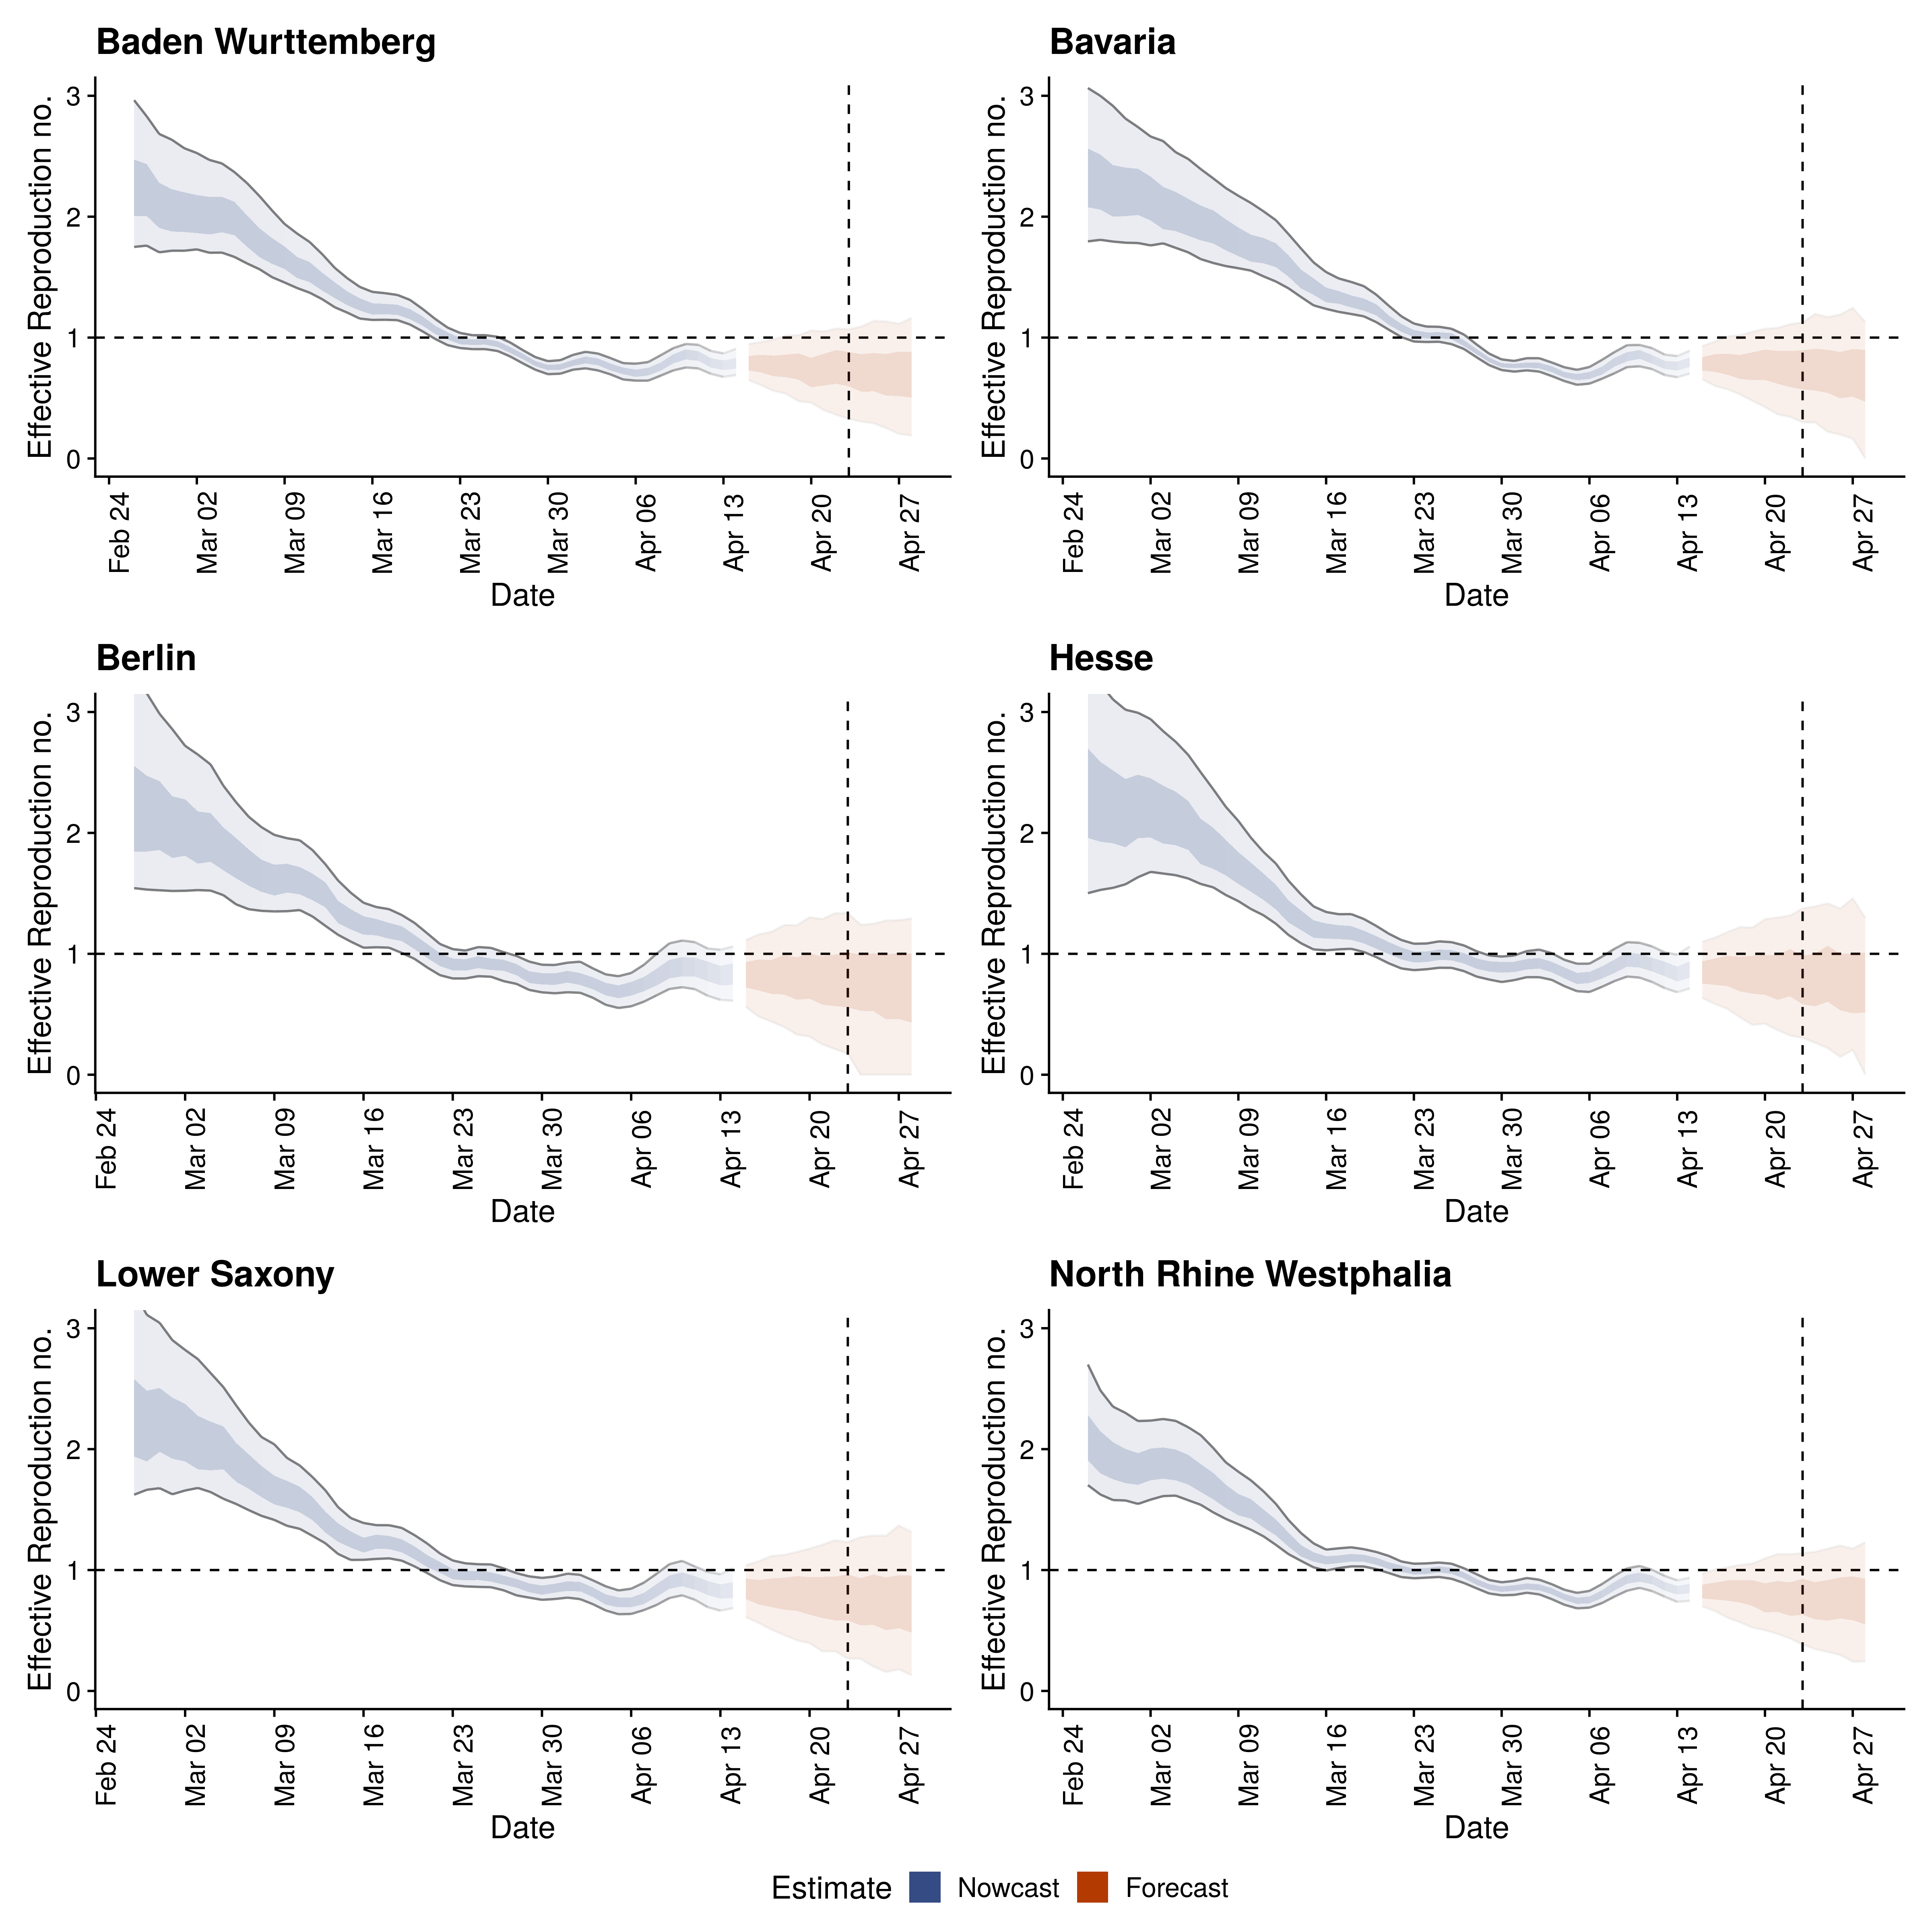 Baden Wurttemberg
Effective Reproduction no.
3
2
1
0
Feb 24
Mar 02
Mar 09
Mar 16
Mar 23
Mar 30
Apr 06
Apr 13
Apr 20
Apr 27
Date
Bavaria
Effective Reproduction no.
3
2
1
0
Feb 24
Mar 02
Mar 09
Mar 16
Mar 23
Mar 30
Apr 06
Apr 13
Apr 20
Apr 27
Date
Berlin
Effective Reproduction no.
3
2
1
0
Feb 24
Mar 02
Mar 09
Mar 16
Mar 23
Mar 30
Apr 06
Apr 13
Apr 20
Apr 27
Date
Hesse
Effective Reproduction no.
3
2
1
0
Feb 24
Mar 02
Mar 09
Mar 16
Mar 23
Mar 30
Apr 06
Apr 13
Apr 20
Apr 27
Date
Lower Saxony
Effective Reproduction no.
3
2
1
0
Feb 24
Mar 02
Mar 09
Mar 16
Mar 23
Mar 30
Apr 06
Apr 13
Apr 20
Apr 27
Date
North Rhine Westphalia
Effective Reproduction no.
3
2
1
0
Feb 24
Mar 02
Mar 09
Mar 16
Mar 23
Mar 30
Apr 06
Apr 13
Apr 20
Apr 27
Date
Estimate Nowcast Forecast